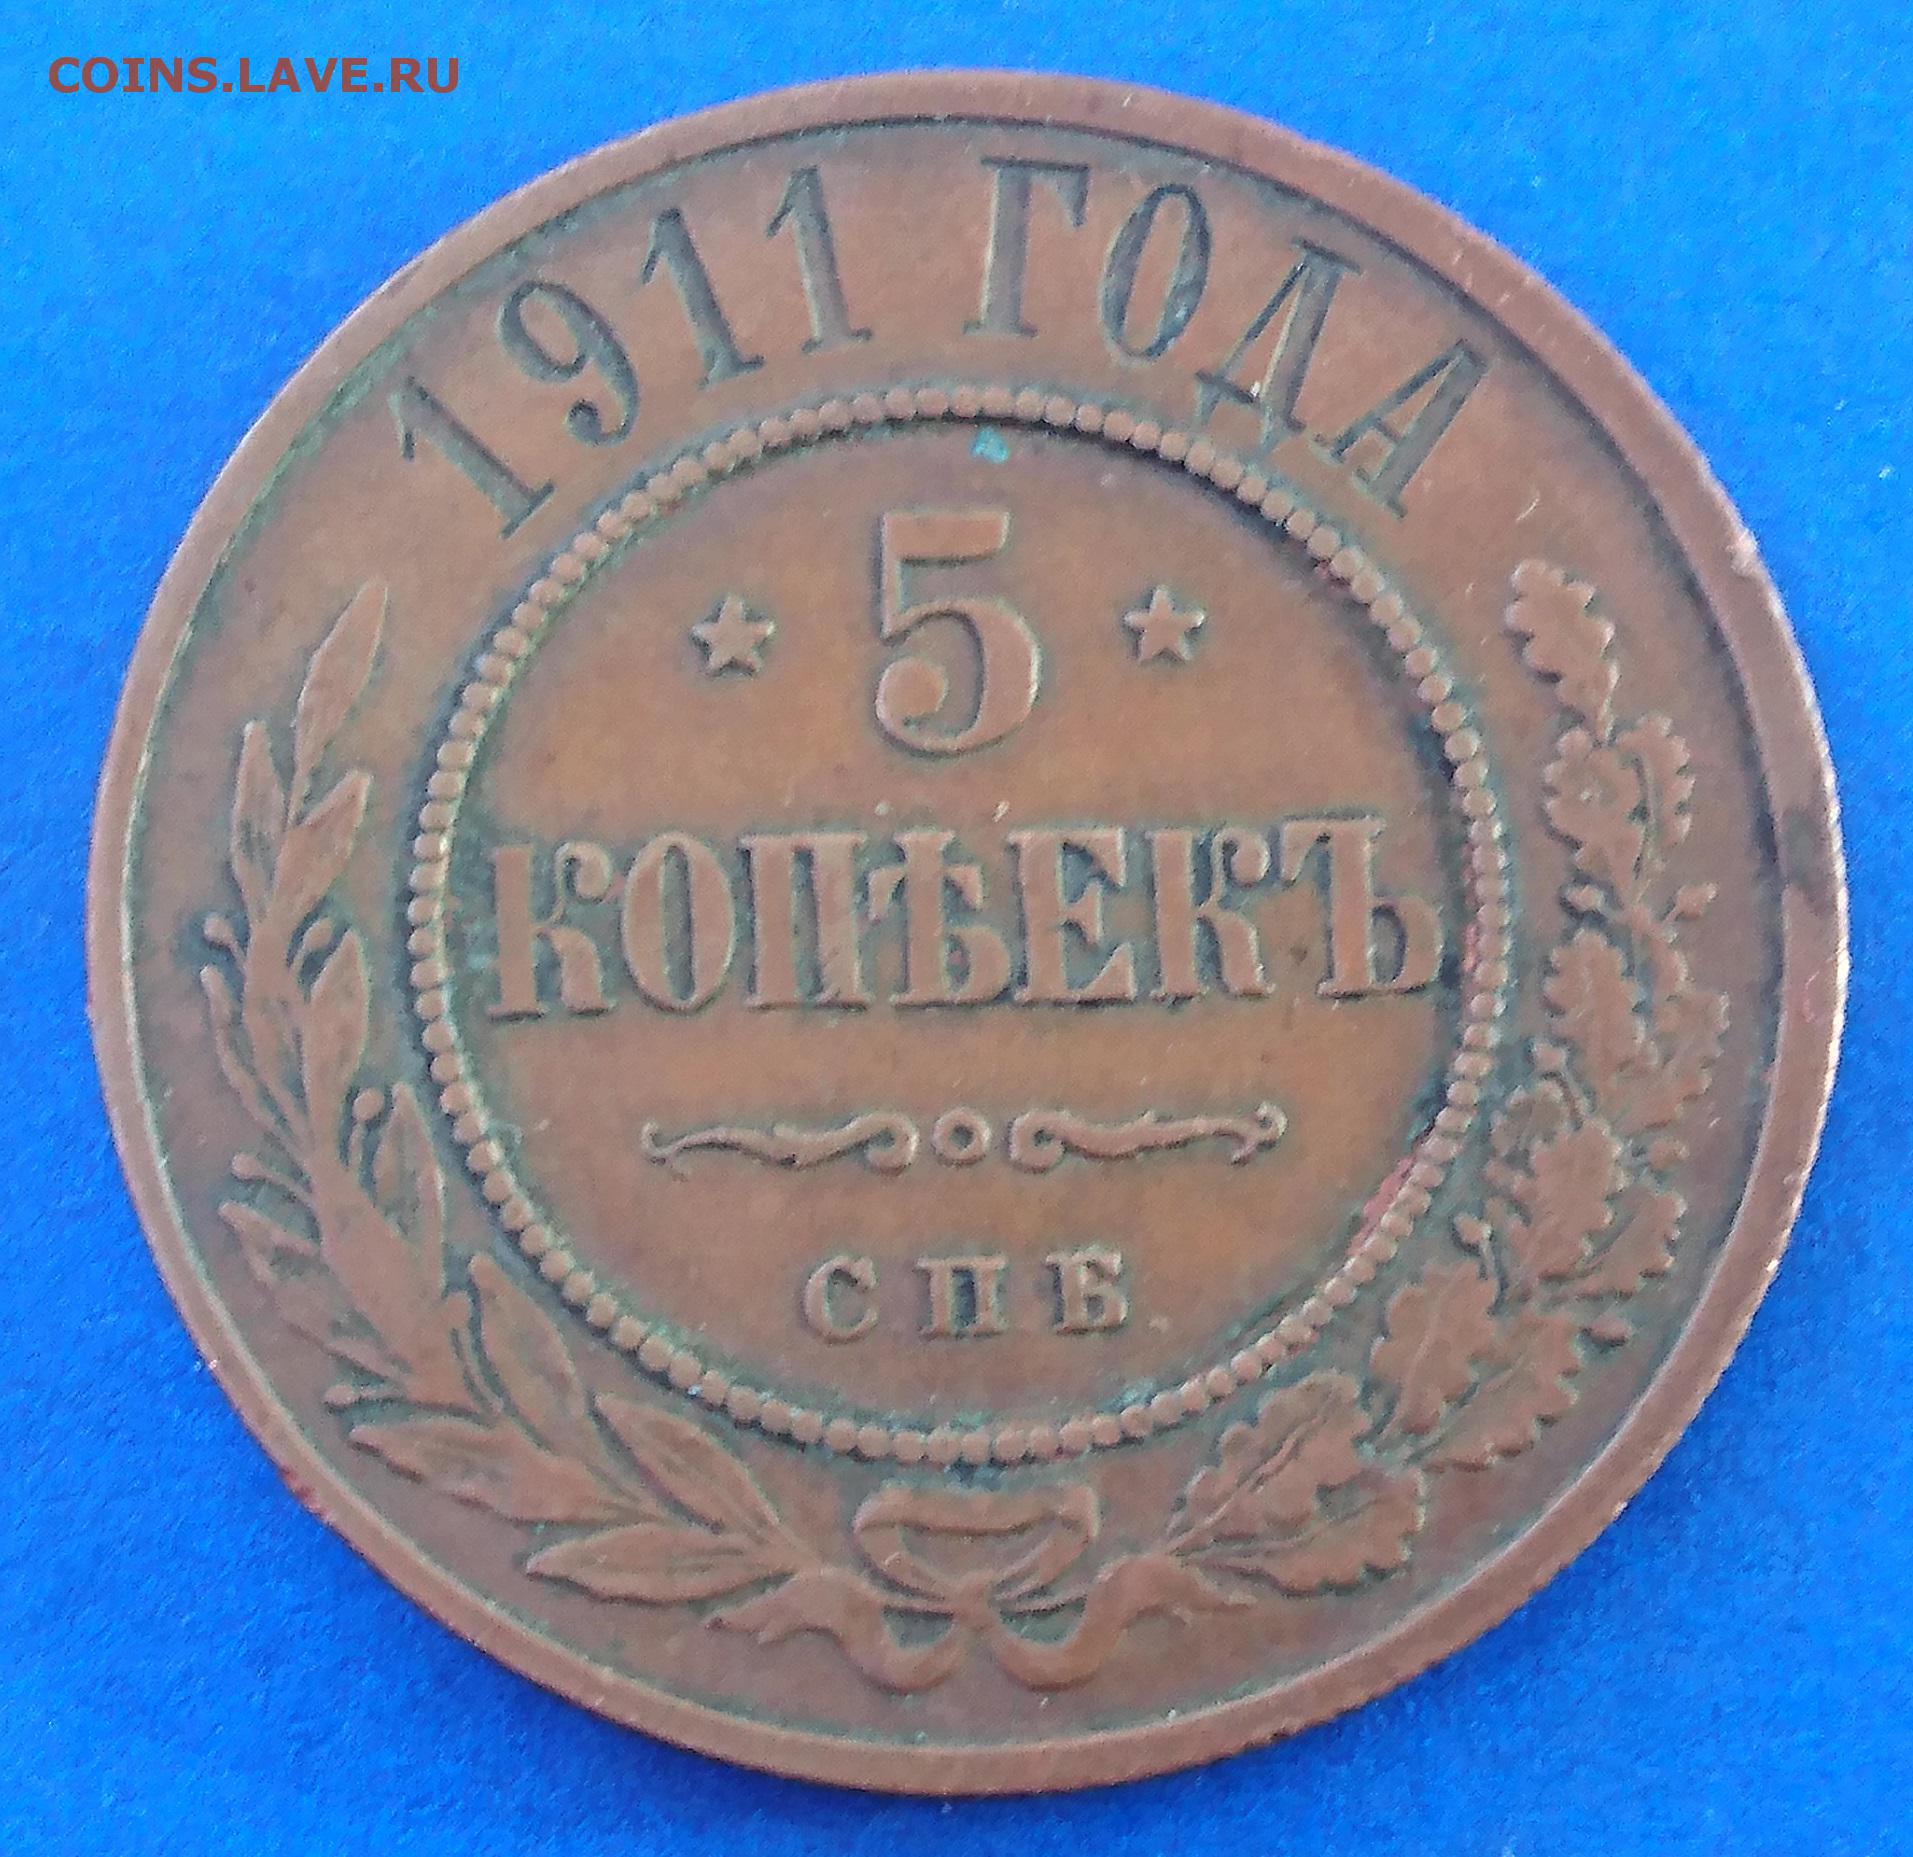 COINS.LAVE.RU
1911 ГОДА
5
КОПѢЕКЪ
СПБ.